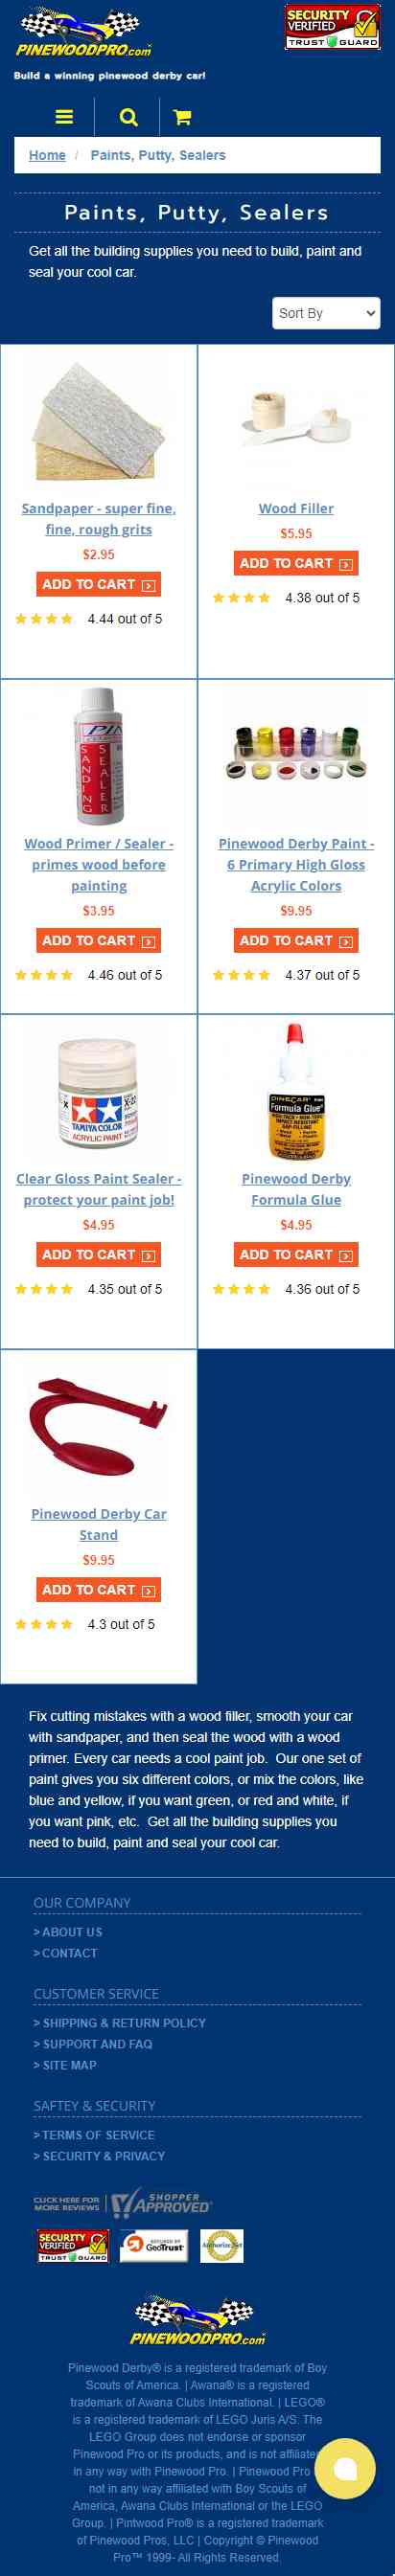 PINEWOODPRO.com
SECURITY
VERIFIED
TRUST GUARD
Build a winning pinewood derby car!
Home / Paints, Putty, Sealers
Paints, Putty, Sealers
Get all the building supplies you need to build, paint and
seal your cool car.
Sort By
Sandpaper - super fine,
fine, rough grits
$2.95
ADD TO CART
4.44 out of 5
Wood Filler
$5.95
ADD TO CART
4.38 out of 5
SANDING
SEALER
Wood Primer / Sealer -
primes wood before
painting
$3.95
ADD TO CART
4.46 out of 5
Pinewood Derby Paint -
6 Primary High Gloss
Acrylic Colors
$9.95
ADD TO CART
4.37 out of 5
TAMIYA COLOR
ACRYLIC PAINT
Clear Gloss Paint Sealer -
protect your paint job!
$4.95
ADD TO CART
4.35 out of 5
PINECAR
Formula Glue
Pinewood Derby
Formula Glue
$4.95
ADD TO CART
4.36 out of 5
Pinewood Derby Car
Stand
$9.95
ADD TO CART
4.3 out of 5
Fix cutting mistakes with a wood filler, smooth your car
with sandpaper, and then seal the wood with a wood
primer. Every car needs a cool paint job.  Our one set of
paint gives you six different colors, or mix the colors, like
blue and yellow, if you want green, or red and white, if
you want pink, etc.  Get all the building supplies you
need to build, paint and seal your cool car.
OUR COMPANY
> ABOUT US
> CONTACT
CUSTOMER SERVICE
> SHIPPING & RETURN POLICY
> SUPPORT AND FAQ
> SITE MAP
SAFTEY & SECURITY
> TERMS OF SERVICE
> SECURITY & PRIVACY
CLICK HERE FOR
MORE REVIEWS
SHOPPER
APPROVED
SECURITY
VERIFIED
TRUST GUARD
SECURED BY
GeoTrust
Authorize.Net
PINEWOODPRO.com
Pinewood Derby® is a registered trademark of Boy
Scouts of America. | Awana® is a registered
trademark of Awana Clubs International. | LEGO®
is a registered trademark of LEGO Juris A/S. The
LEGO Group does not endorse or sponsor
Pinewood Pro or its products, and is not affiliated
in any way with Pinewood Pro. | Pinewood Pro
not in any way affiliated with Boy Scouts of
America, Awana Clubs International or the LEGO
Group. | Pintwood Pro® is a registered trademark
of Pinewood Pros, LLC | Copyright © Pinewood
Pro™ 1999- All Rights Reserved.